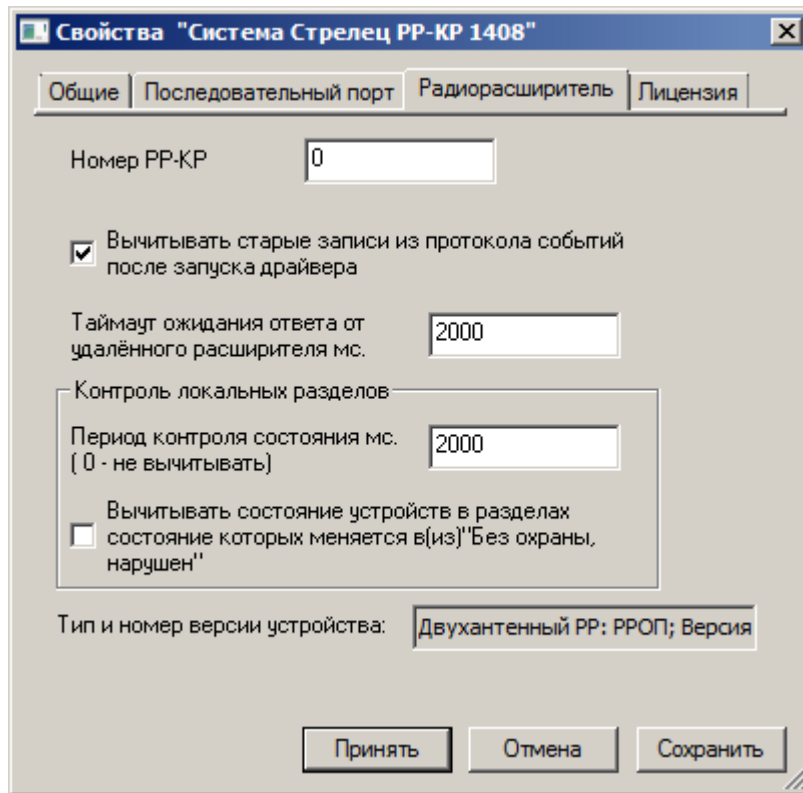 Свойства "Система Стрелец РР-КР 1408"
Общие Последовательный порт Радиорасширитель Лицензия
Номер РР-КР 0
Вычитывать старые записи из протокола событий
после запуска драйвера
Таймаут ожидания ответа от
удалённого расширителя мс. 2000
Контроль локальных разделов
Период контроля состояния мс.
( 0 - не вычитывать) 2000
Вычитывать состояние устройств в разделах
состояние которых меняется в(из)"Без охраны,
нарушен"
Тип и номер версии устройства: Двухантенный РР: РРОП; Версия
Принять Отмена Сохранить